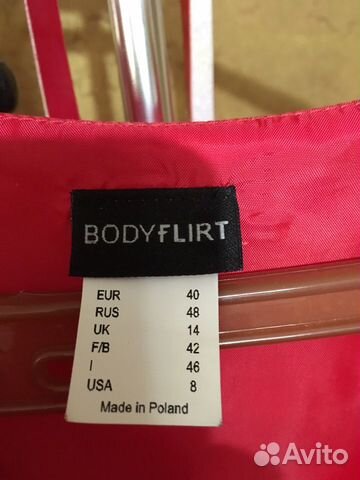 BODYFLIRT
EUR 40
RUS 48
UK 14
F/B 42
I 46
USA 8
Made in Poland
Avito